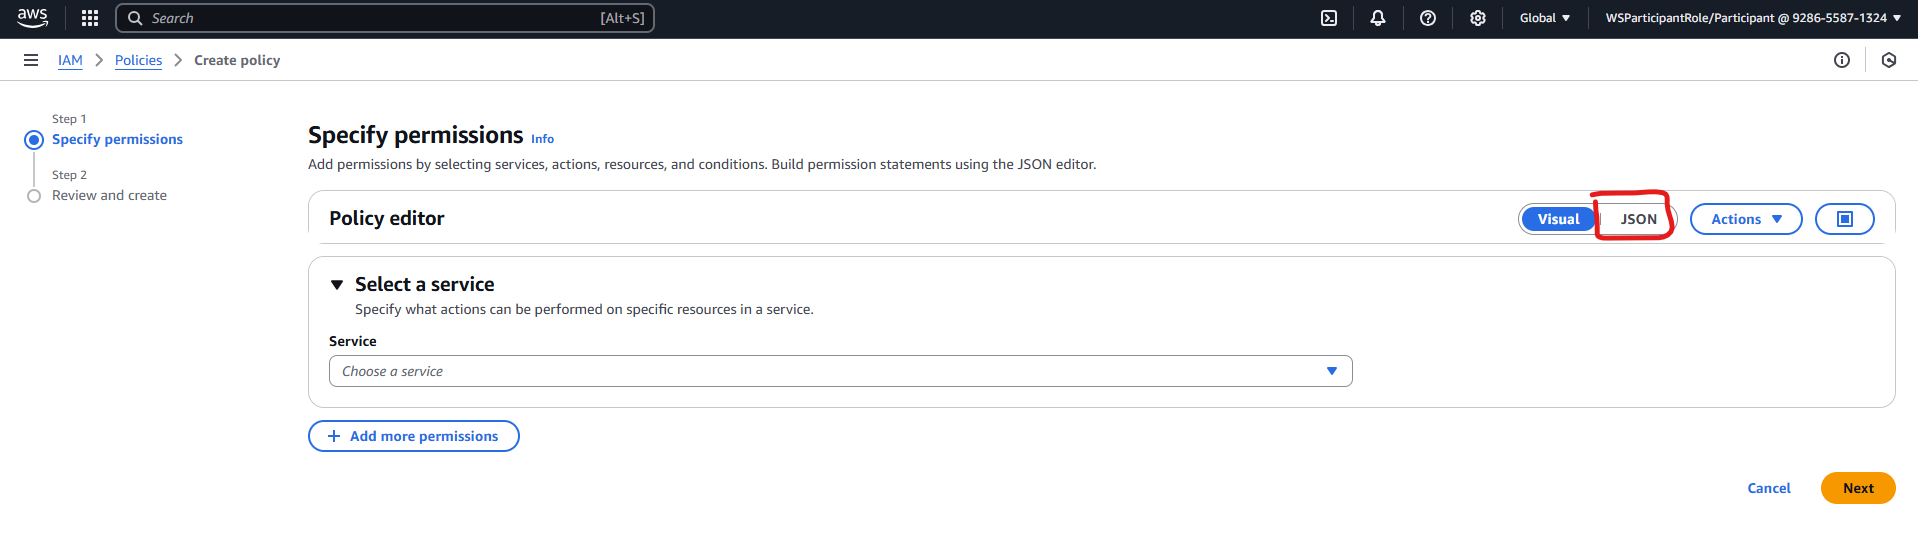 aws Search [Alt+S] Global WSParticipantRole/Participant @ 9286-5587-1324
IAM Policies Create policy
Step 1
Specify permissions
Step 2
Review and create
Specify permissions Info
Add permissions by selecting services, actions, resources, and conditions. Build permission statements using the JSON editor.
Policy editor Visual JSON Actions
Select a service
Specify what actions can be performed on specific resources in a service.
Service
Choose a service
Add more permissions
Cancel Next